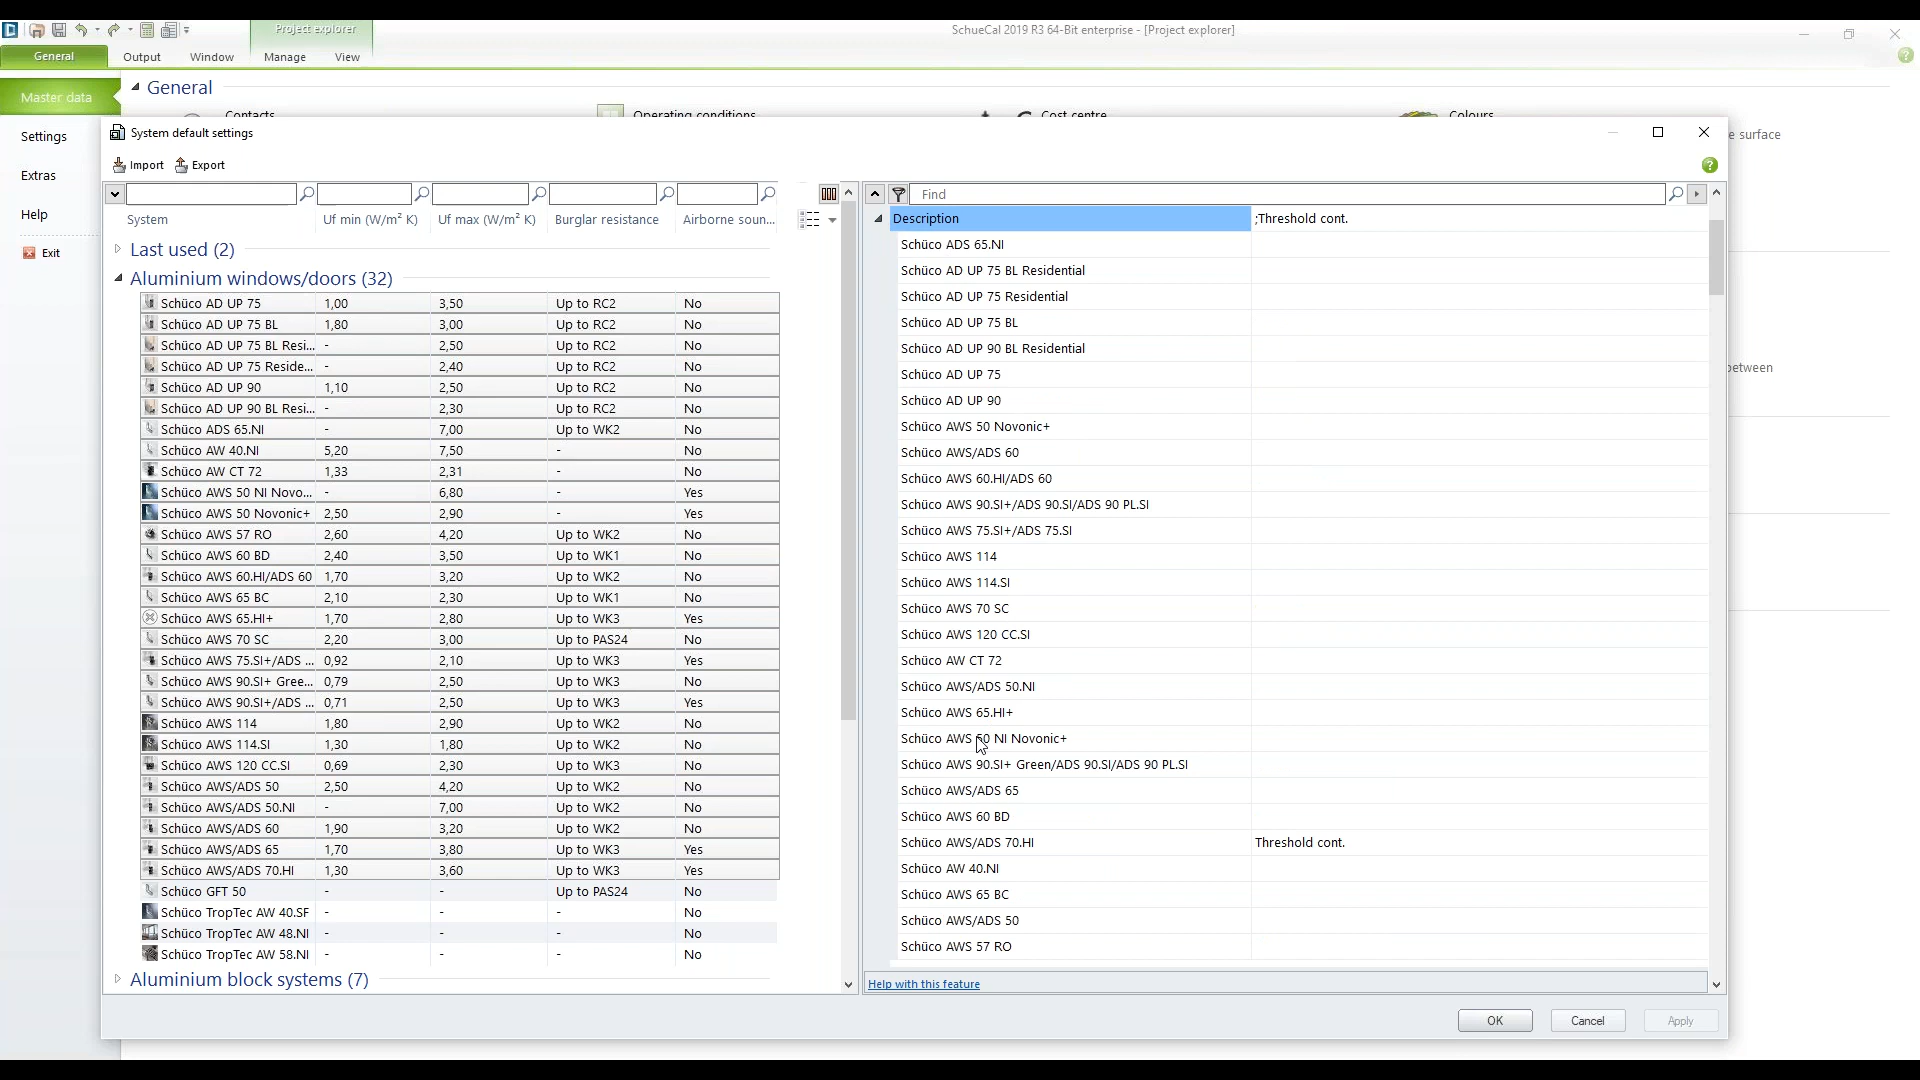 Project explorer
SchueCal 2019 R3 64-Bit enterprise - [Project explorer]
General Output Window Manage View
Master data
Settings
Extras
Help
Exit
General
Contacts Operating conditions Cost centre Colours
e surface
System default settings
Import Export
Find
System Uf min (W/m² K) Uf max (W/m² K) Burglar resistance Airborne soun...
Last used (2)
Aluminium windows/doors (32)
Schüco AD UP 75 1,00 3,50 Up to RC2 No
Schüco AD UP 75 BL 1,80 3,00 Up to RC2 No
Schüco AD UP 75 BL Resi... - 2,50 Up to RC2 No
Schüco AD UP 75 Reside... - 2,40 Up to RC2 No
Schüco AD UP 90 1,10 2,50 Up to RC2 No
Schüco AD UP 90 BL Resi... - 2,30 Up to RC2 No
Schüco ADS 65.NI - 7,00 Up to WK2 No
Schüco AW 40.NI 5,20 7,50 - No
Schüco AW CT 72 1,33 2,31 - No
Schüco AWS 50 NI Novo... - 6,80 - Yes
Schüco AWS 50 Novonic+ 2,50 2,90 - Yes
Schüco AWS 57 RO 2,60 4,20 Up to WK2 No
Schüco AWS 60 BD 2,40 3,50 Up to WK1 No
Schüco AWS 60.HI/ADS 60 1,70 3,20 Up to WK2 No
Schüco AWS 65 BC 2,10 2,30 Up to WK1 No
Schüco AWS 65.HI+ 1,70 2,80 Up to WK3 Yes
Schüco AWS 70 SC 2,20 3,00 Up to PAS24 No
Schüco AWS 75.SI+/ADS ... 0,92 2,10 Up to WK3 Yes
Schüco AWS 90.SI+ Gree... 0,79 2,50 Up to WK3 No
Schüco AWS 90.SI+/ADS ... 0,71 2,50 Up to WK3 Yes
Schüco AWS 114 1,80 2,90 Up to WK2 No
Schüco AWS 114.SI 1,30 1,80 Up to WK2 No
Schüco AWS 120 CC.SI 0,69 2,30 Up to WK3 No
Schüco AWS/ADS 50 2,50 4,20 Up to WK2 No
Schüco AWS/ADS 50.NI - 7,00 Up to WK2 No
Schüco AWS/ADS 60 1,90 3,20 Up to WK2 No
Schüco AWS/ADS 65 1,70 3,80 Up to WK3 Yes
Schüco AWS/ADS 70.HI 1,30 3,60 Up to WK3 Yes
Schüco GFT 50 - - Up to PAS24 No
Schüco TropTec AW 40.SF - - - No
Schüco TropTec AW 48.NI - - - No
Schüco TropTec AW 58.NI - - - No
Aluminium block systems (7)
Description ;Threshold cont.
Schüco ADS 65.NI
Schüco AD UP 75 BL Residential
Schüco AD UP 75 Residential
Schüco AD UP 75 BL
Schüco AD UP 90 BL Residential
Schüco AD UP 75
Schüco AD UP 90
Schüco AWS 50 Novonic+
Schüco AWS/ADS 60
Schüco AWS 60.HI/ADS 60
Schüco AWS 90.SI+/ADS 90.SI/ADS 90 PL.SI
Schüco AWS 75.SI+/ADS 75.SI
Schüco AWS 114
Schüco AWS 114.SI
Schüco AWS 70 SC
Schüco AWS 120 CC.SI
Schüco AW CT 72
Schüco AWS/ADS 50.NI
Schüco AWS 65.HI+
Schüco AWS 50 NI Novonic+
Schüco AWS 90.SI+ Green/ADS 90.SI/ADS 90 PL.SI
Schüco AWS/ADS 65
Schüco AWS 60 BD
Schüco AWS/ADS 70.HI Threshold cont.
Schüco AW 40.NI
Schüco AWS 65 BC
Schüco AWS/ADS 50
Schüco AWS 57 RO
between
Help with this feature
OK Cancel Apply